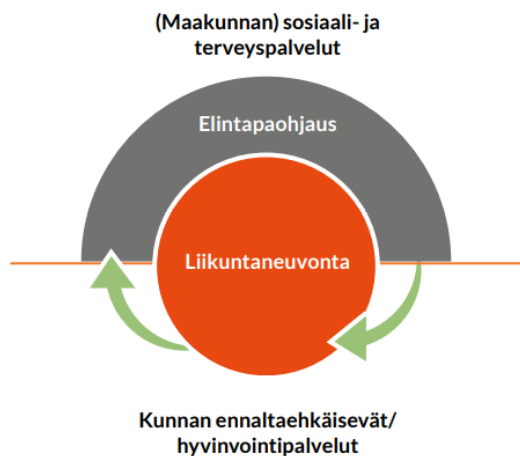 (Maakunnan) sosiaali- ja
terveyspalvelut
Elintapaohjaus
Liikuntaneuvonta
Kunnan ennaltaehkäisevät/
hyvinvointipalvelut